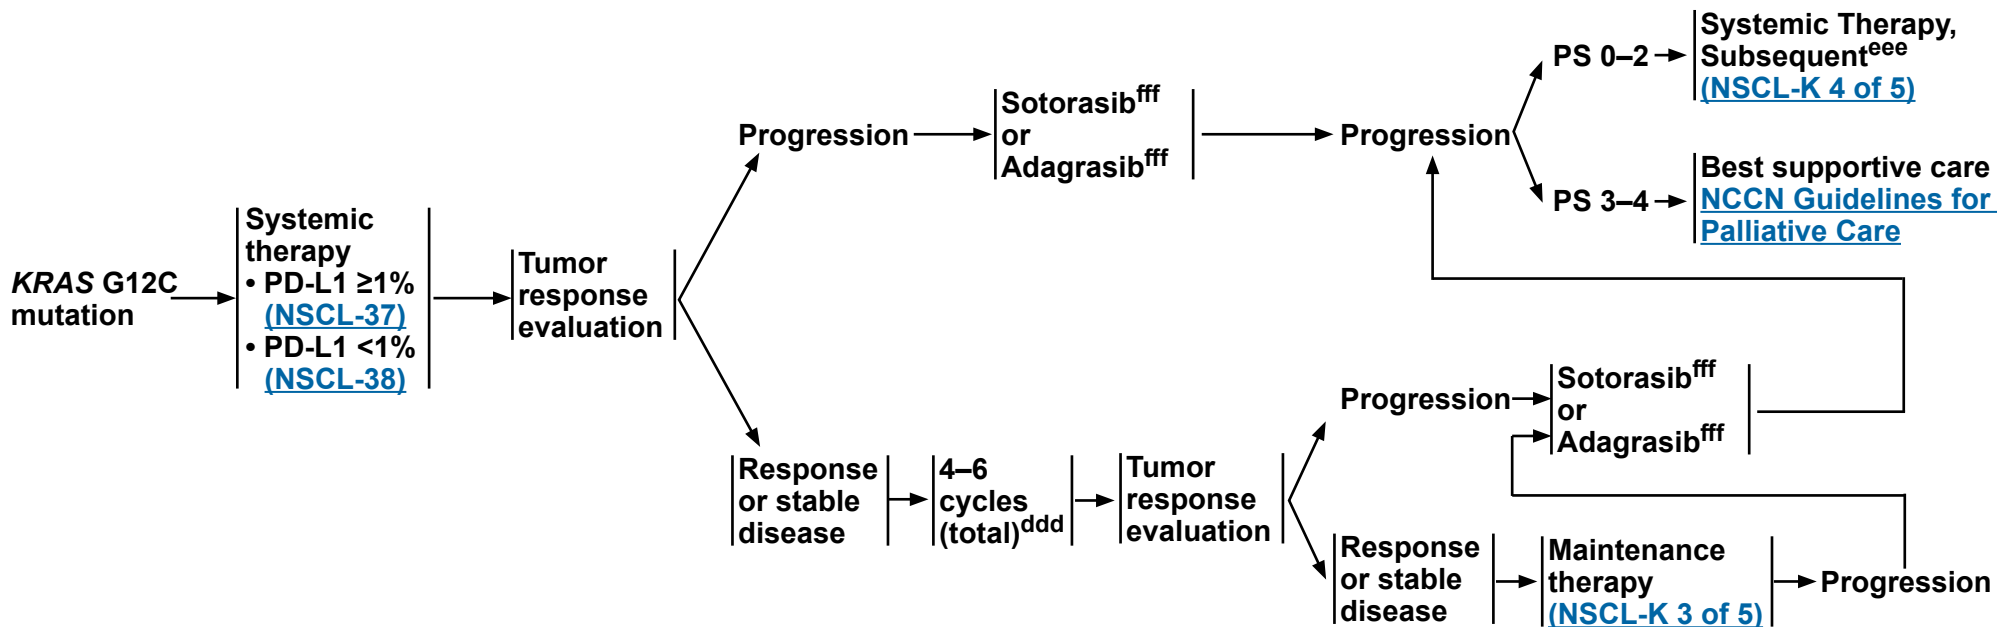 KRAS G12C
mutation
Systemic
therapy
• PD-L1 ≥1%
(NSCL-37)
• PD-L1 <1%
(NSCL-38)
Tumor
response
evaluation
Progression
Sotorasibfff
or
Adagrasibfff
Progression
PS 0–2
Systemic Therapy,
Subsequenteee
(NSCL-K 4 of 5)
PS 3–4
Best supportive care
NCCN Guidelines for
Palliative Care
Response
or stable
disease
4–6
cycles
(total)ddd
Tumor
response
evaluation
Progression
Sotorasibfff
or
Adagrasibfff
Response
or stable
disease
Maintenance
therapy
(NSCL-K 3 of 5)
Progression